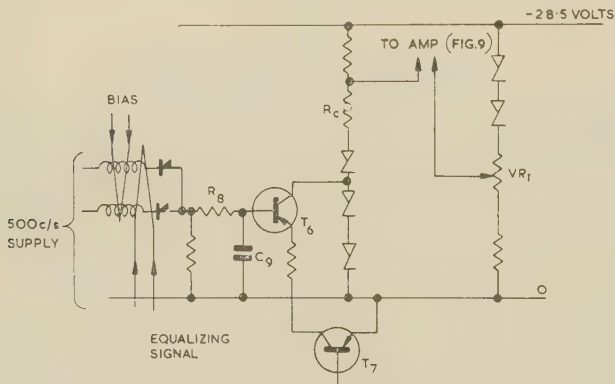 -28·5 VOLTS
TO AMP (FIG.9)
BIAS
Rc
R8
VR1
T6
500c/s
SUPPLY
C9
O
EQUALIZING
SIGNAL
T7